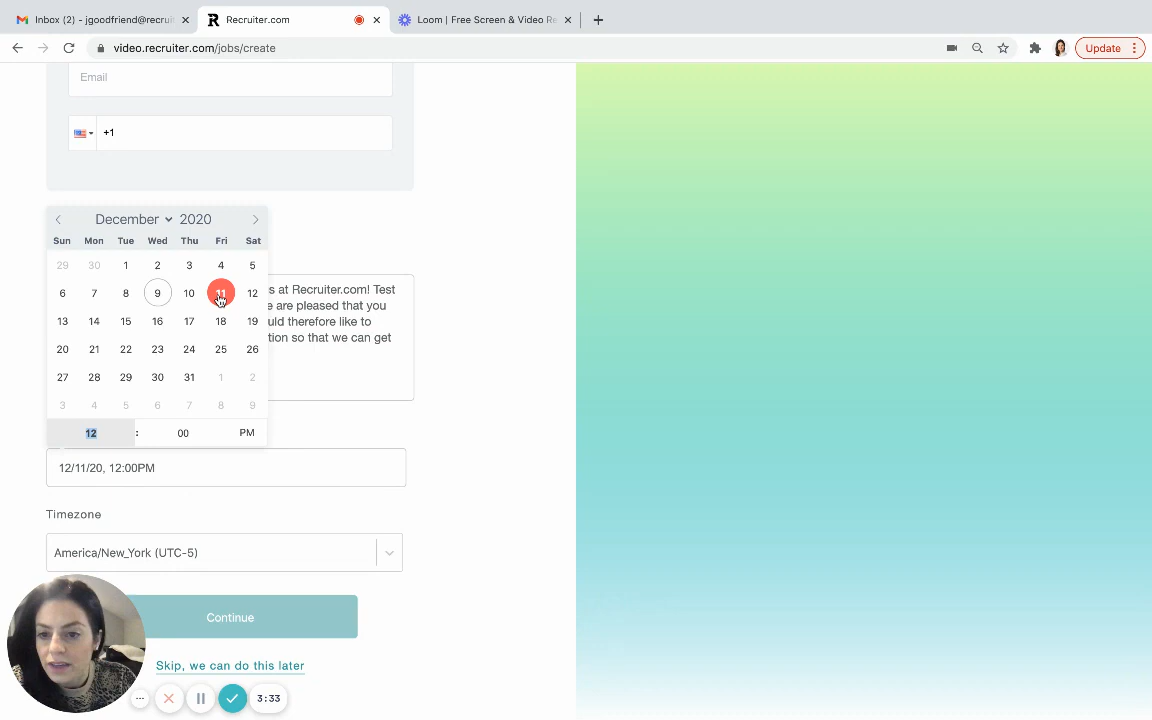 Inbox (2) - jgoodfriend@recruit
Recruiter.com
Loom | Free Screen & Video Re
video.recruiter.com/jobs/create
Update
Email
+1
December 2020
Sun Mon Tue Wed Thu Fri Sat
29 30 1 2 3 4 5
6 7 8 9 10 11 12
13 14 15 16 17 18 19
20 21 22 23 24 25 26
27 28 29 30 31 1 2
3 4 5 6 7 8 9
12 : 00 PM
s at Recruiter.com! Test
e are pleased that you
uld therefore like to
tion so that we can get
12/11/20, 12:00PM
Timezone
America/New_York (UTC-5)
Continue
Skip, we can do this later
3:33